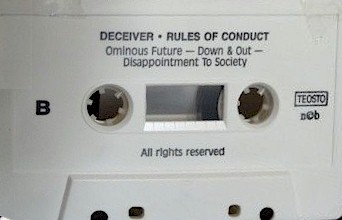 DECEIVER • RULES OF CONDUCT
Ominous Future — Down & Out —
Disappointment To Society
B
TEOSTO
n©b
All rights reserved